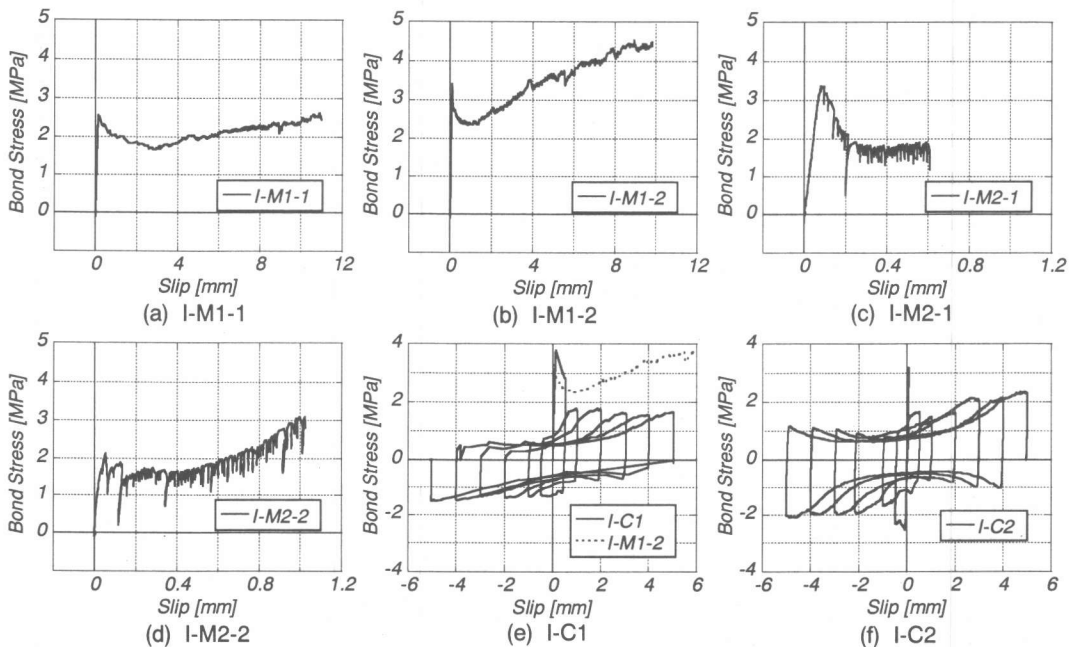 5
4
3
2
1
0
Bond Stress [MPa]
I-M1-1
0 4 8 12
Slip [mm]
(a) I-M1-1
5
4
3
2
1
0
Bond Stress [MPa]
I-M1-2
0 4 8 12
Slip [mm]
(b) I-M1-2
5
4
3
2
1
0
Bond Stress [MPa]
I-M2-1
0 0.4 0.8 1.2
Slip [mm]
(c) I-M2-1
5
4
3
2
1
0
Bond Stress [MPa]
I-M2-2
0 0.4 0.8 1.2
Slip [mm]
(d) I-M2-2
4
2
0
-2
-4
Bond Stress [MPa]
I-C1
I-M1-2
-6 -4 -2 0 2 4 6
Slip [mm]
(e) I-C1
4
2
0
-2
-4
Bond Stress [MPa]
I-C2
-6 -4 -2 0 2 4 6
Slip [mm]
(f) I-C2